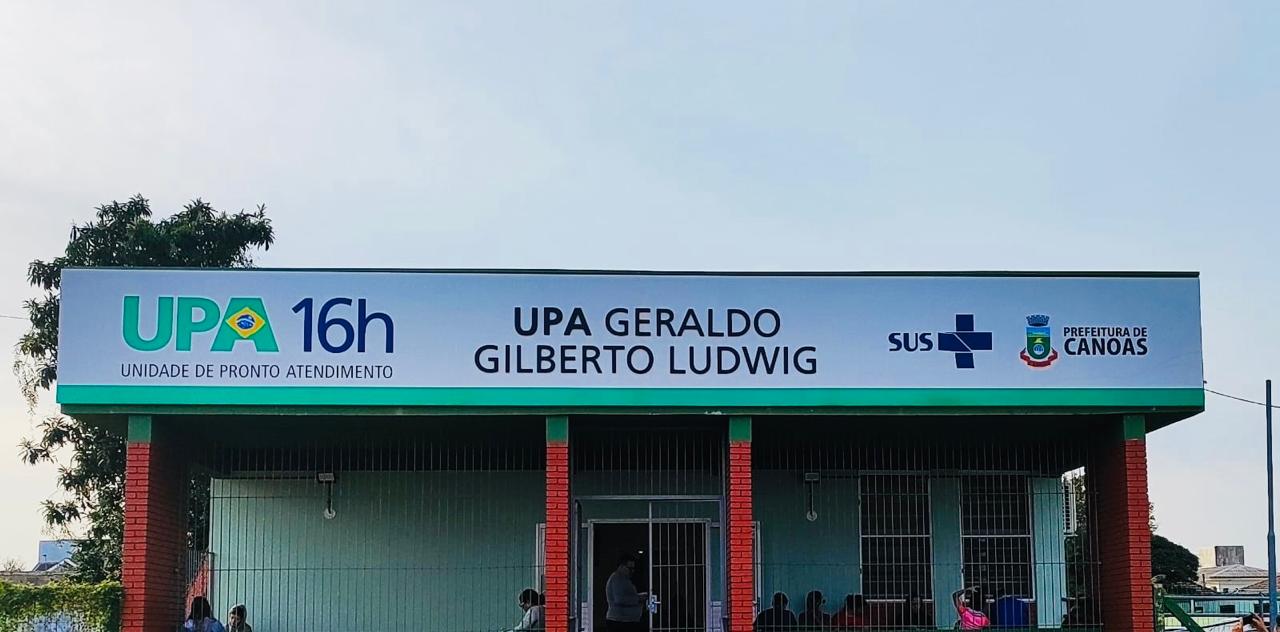 UPA 16h
UNIDADE DE PRONTO ATENDIMENTO
UPA GERALDO
GILBERTO LUDWIG
SUS
PREFEITURA DE
CANOAS